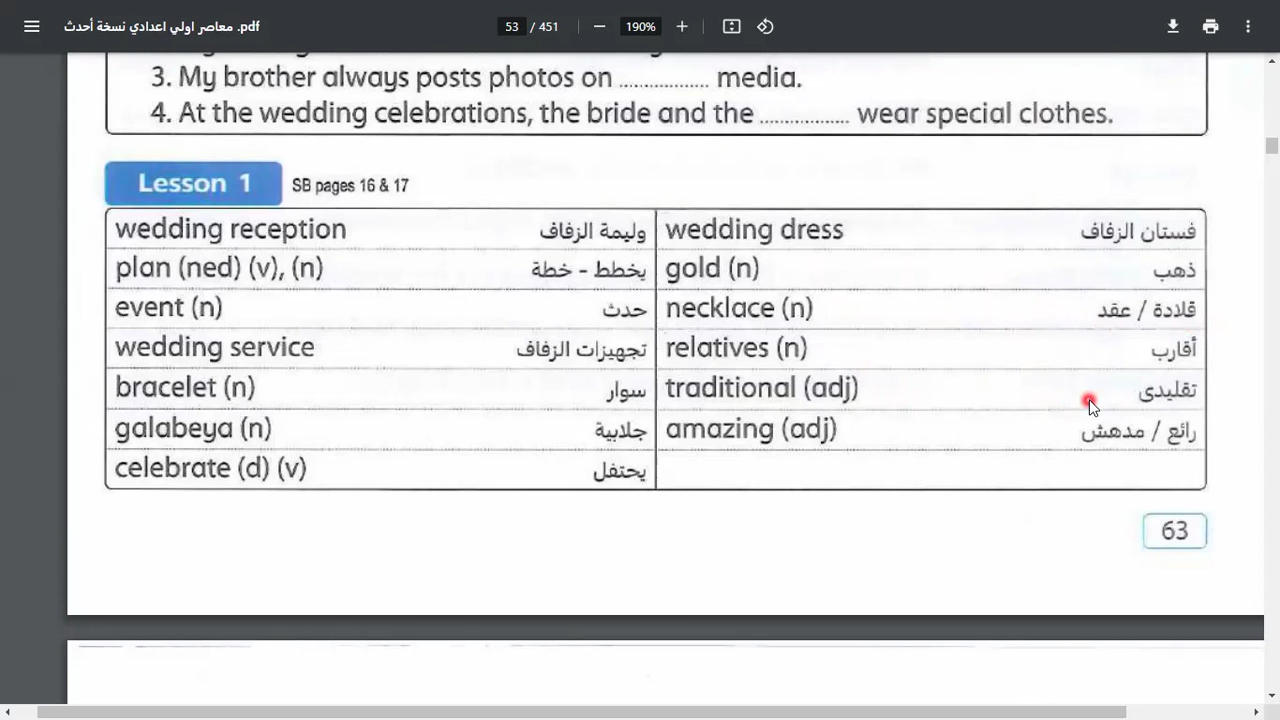 معاصر اولي اعدادي نسخة أحدث.pdf
53 / 451
190%
3. My brother always posts photos on ................. media.
4. At the wedding celebrations, the bride and the ................. wear special clothes.
Lesson 1 SB pages 16 & 17
wedding reception وليمة الزفاف
plan (ned) (v), (n) يخطط - خطة
event (n) حدث
wedding service تجهيزات الزفاف
bracelet (n) سوار
galabeya (n) جلابية
celebrate (d) (v) يحتفل
wedding dress فستان الزفاف
gold (n) ذهب
necklace (n) قلادة / عقد
relatives (n) أقارب
traditional (adj) تقليدى
amazing (adj) رائع / مدهش
63